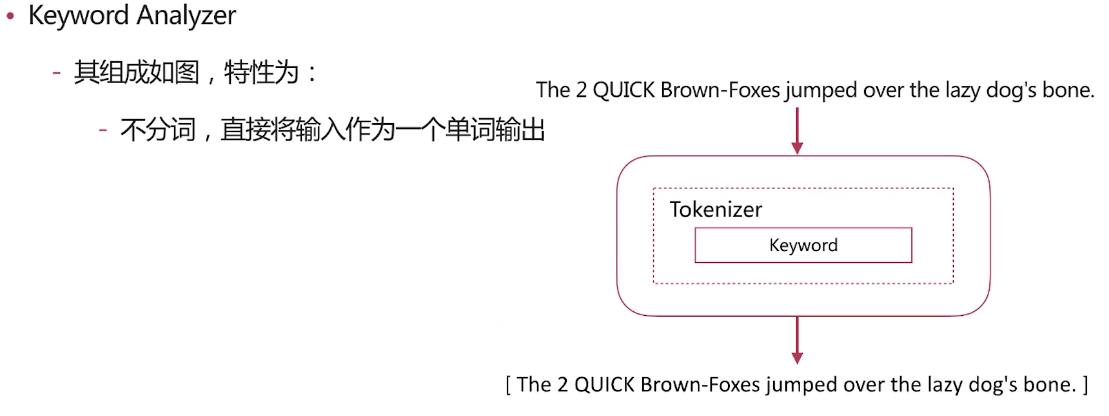 • Keyword Analyzer
- 其组成如图，特性为：
- 不分词，直接将输入作为一个单词输出
The 2 QUICK Brown-Foxes jumped over the lazy dog's bone.
Tokenizer
Keyword
[ The 2 QUICK Brown-Foxes jumped over the lazy dog's bone. ]